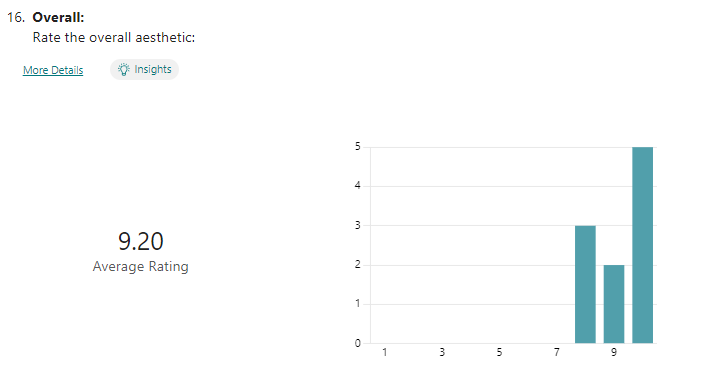 16. Overall:
Rate the overall aesthetic:
More Details
Insights
9.20
Average Rating
5
4
3
2
1
0
1 3 5 7 9